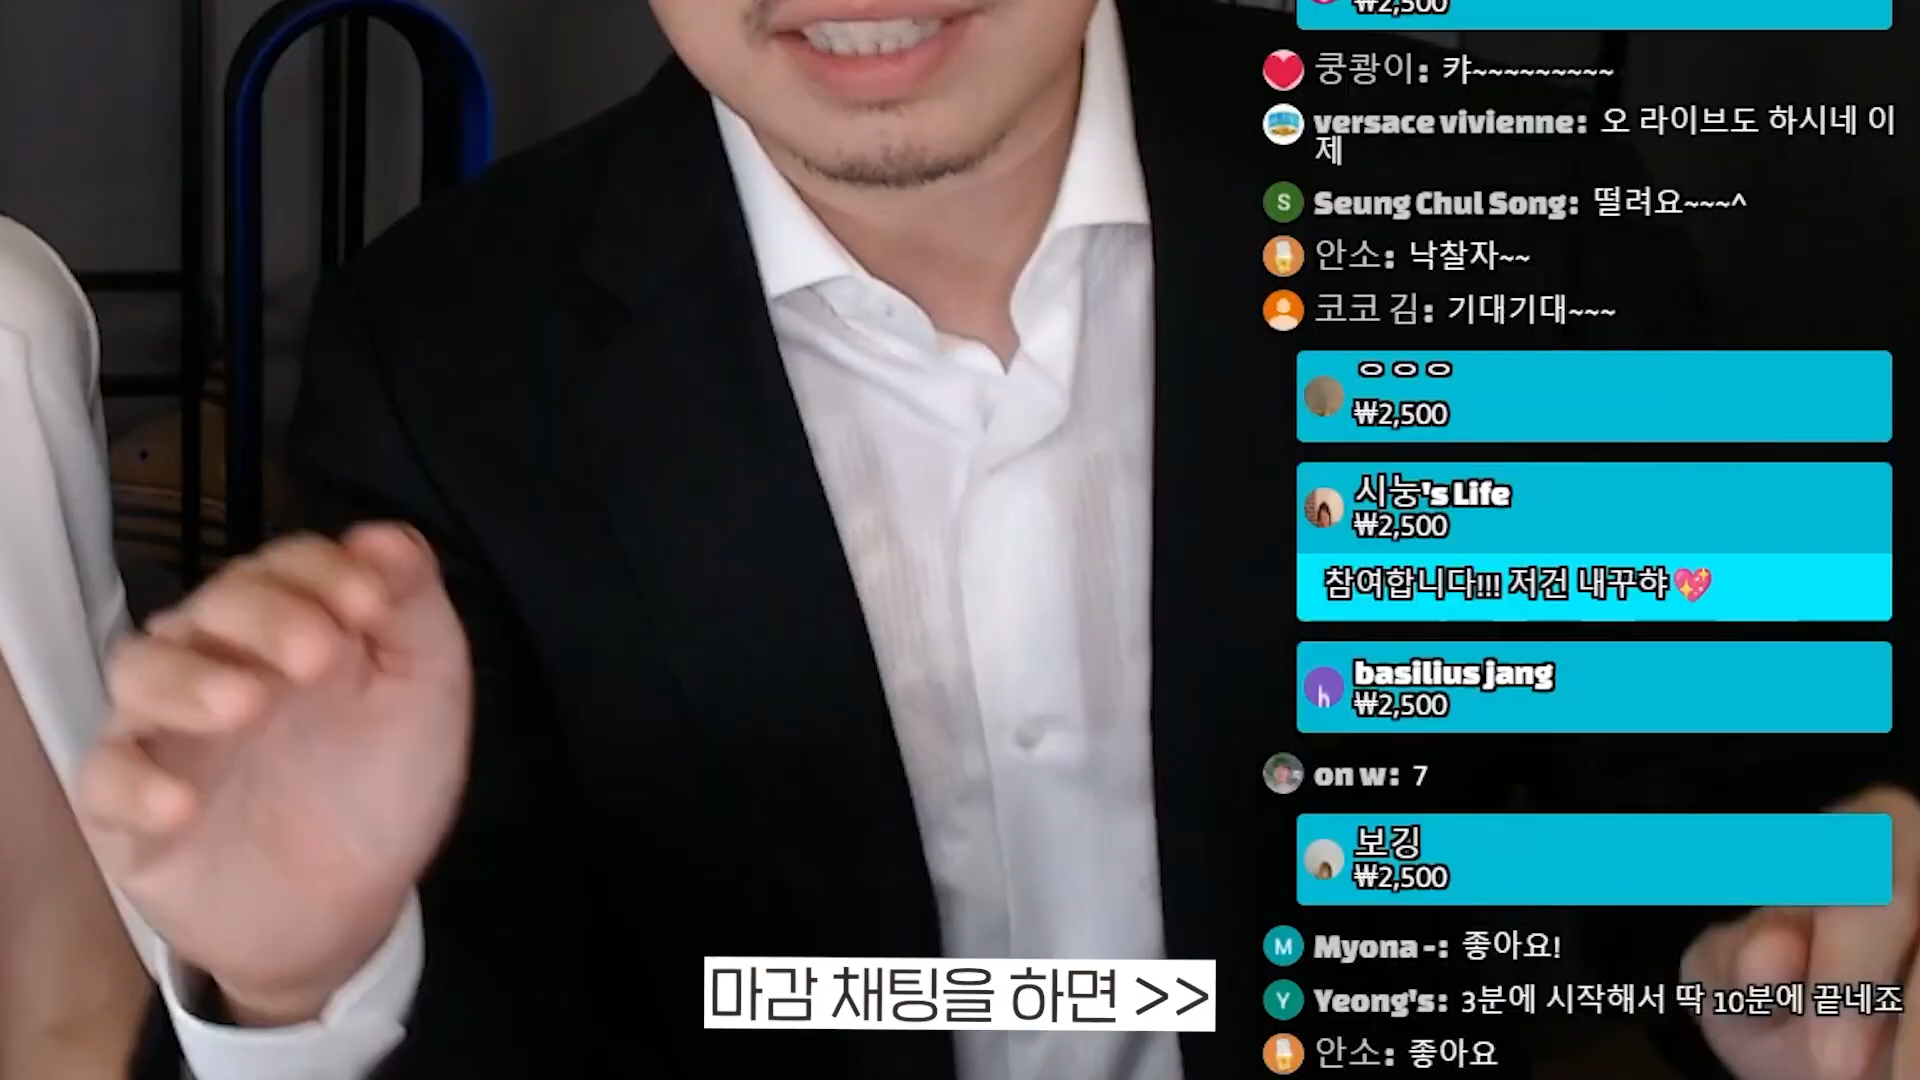 ₩2,500
쿵쾅이: 캬~~~~~~~~~
versace vivienne: 오 라이브도 하시네 이
제
S
Seung Chul Song: 떨려요~~~^
안소: 낙찰자~~
코코 김: 기대기대~~~
ㅇㅇㅇ
₩2,500
시눙's Life
₩2,500
참여합니다!!! 저건 내꾸햐💖
h
basilius jang
₩2,500
on w: 7
보깅
₩2,500
M
Myona -: 좋아요!
Y
Yeong's: 3분에 시작해서 딱 10분에 끝네죠
안소: 좋아요
마감 채팅을 하면 >>